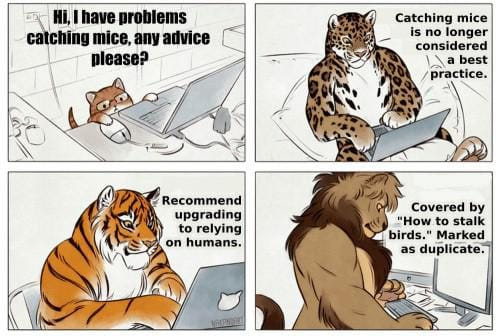 Hi, I have problems
catching mice, any advice
please?
Catching mice
is no longer
considered
a best
practice.
Recommend
upgrading
to relying
on humans.
Covered by
"How to stalk
birds." Marked
as duplicate.